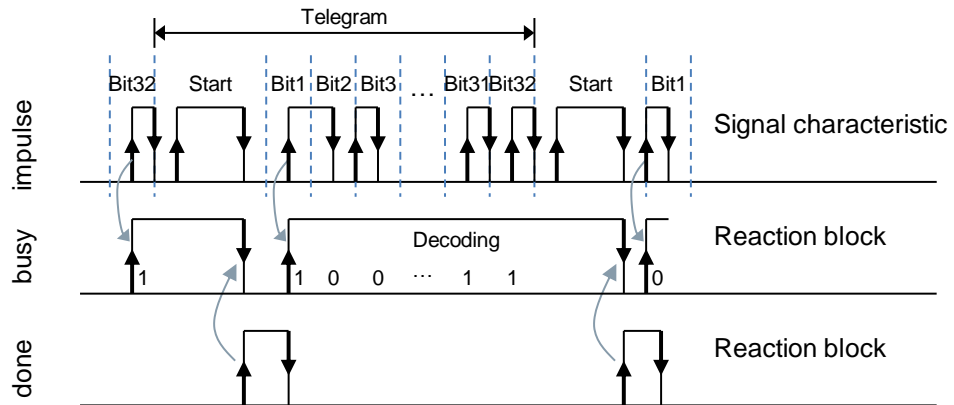 Telegram
Bit32 Start Bit1 Bit2 Bit3 … Bit31 Bit32 Start Bit1
impulse Signal characteristic
busy Decoding Reaction block
1 1 0 0 … 1 1 0
done Reaction block